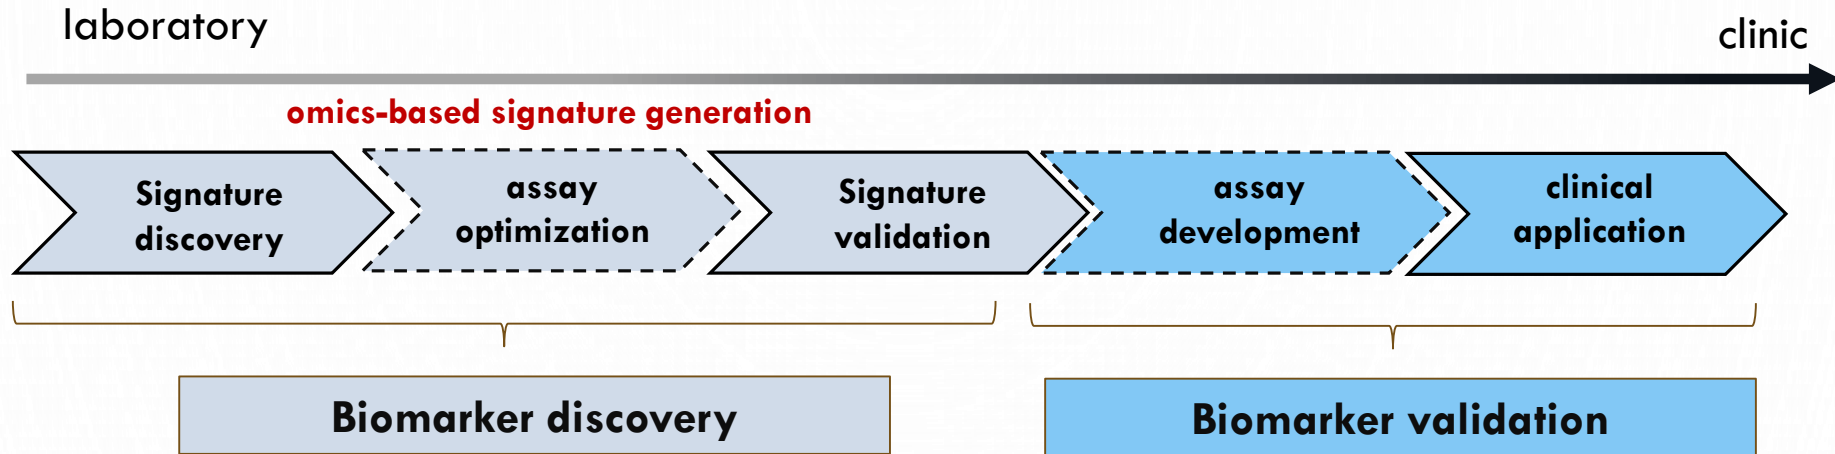 laboratory
clinic
omics-based signature generation
Signature
discovery
assay
optimization
Signature
validation
assay
development
clinical
application
Biomarker discovery
Biomarker validation